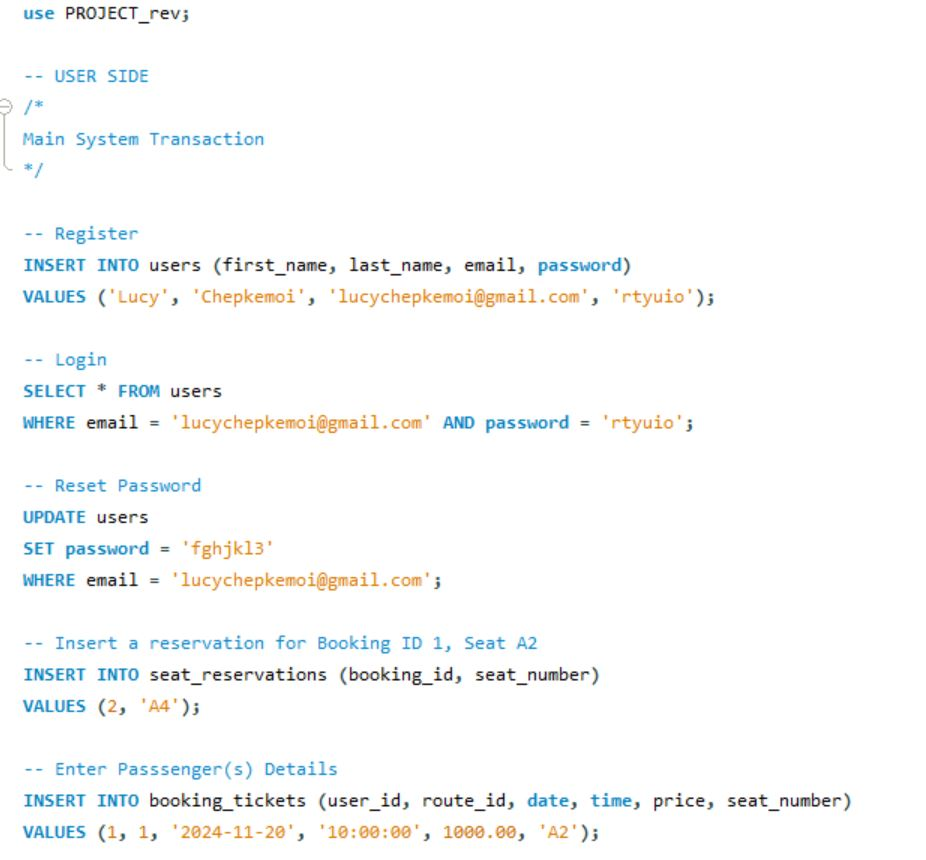 use PROJECT_rev;
-- USER SIDE
/*
Main System Transaction
*/
-- Register
INSERT INTO users (first_name, last_name, email, password)
VALUES ('Lucy', 'Chepkemoi', 'lucychepkemoi@gmail.com', 'rtyuio');
-- Login
SELECT * FROM users
WHERE email = 'lucychepkemoi@gmail.com' AND password = 'rtyuio';
-- Reset Password
UPDATE users
SET password = 'fghjkl3'
WHERE email = 'lucychepkemoi@gmail.com';
-- Insert a reservation for Booking ID 1, Seat A2
INSERT INTO seat_reservations (booking_id, seat_number)
VALUES (2, 'A4');
-- Enter Passsenger(s) Details
INSERT INTO booking_tickets (user_id, route_id, date, time, price, seat_number)
VALUES (1, 1, '2024-11-20', '10:00:00', 1000.00, 'A2');